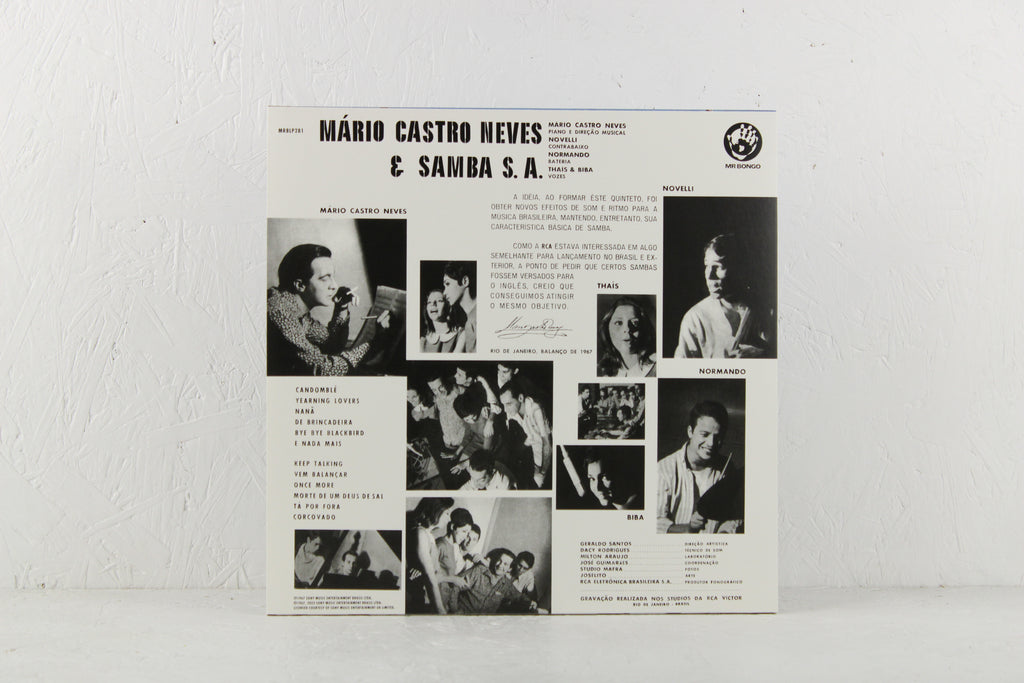 MRBLP281
MÁRIO CASTRO NEVES
& SAMBA S. A.
MÁRIO CASTRO NEVES
PIANO E DIREÇÃO MUSICAL
NOVELLI
CONTRABAIXO
NORMANDO
BATERIA
THAÍS & BIBA
VOZES
MR BONGO
A IDÉIA, AO FORMAR ÊSTE QUINTETO, FOI
OBTER NOVOS EFEITOS DE SOM E RITMO PARA A
MÚSICA BRASILEIRA, MANTENDO, ENTRETANTO, SUA
CARACTERÍSTICA BÁSICA DE SAMBA.
COMO A RCA ESTAVA INTERESSADA EM ALGO
SEMELHANTE PARA LANÇAMENTO NO BRASIL E EX-
TERIOR, A PONTO DE PEDIR QUE CERTOS SAMBAS
FOSSEM VERSADOS PARA
O INGLÊS, CREIO QUE
CONSEGUIMOS ATINGIR
O MESMO OBJETIVO.
RIO DE JANEIRO, BALANÇO DE 1967
MÁRIO CASTRO NEVES
NOVELLI
THAÍS
NORMANDO
BIBA
CANDOMBLÉ
YEARNING LOVERS
NANÃ
DE BRINCADEIRA
BYE BYE BLACKBIRD
E NADA MAIS
KEEP TALKING
VEM BALANÇAR
ONCE MORE
MORTE DE UM DEUS DE SAL
TÁ POR FORA
CORCOVADO
GERALDO SANTOS DIREÇÃO ARTÍSTICA
DACY RODRIGUES TÉCNICO DE SOM
MILTON ARAUJO LABORATÓRIO
JOSÉ GUIMARÃES COORDENAÇÃO
STUDIO MAFRA FOTOS
JOSELITO ARTE
RCA ELETRÔNICA BRASILEIRA S.A. PRODUTOR FONOGRÁFICO
GRAVAÇÃO REALIZADA NOS STUDIOS DA RCA VICTOR
RIO DE JANEIRO - BRASIL